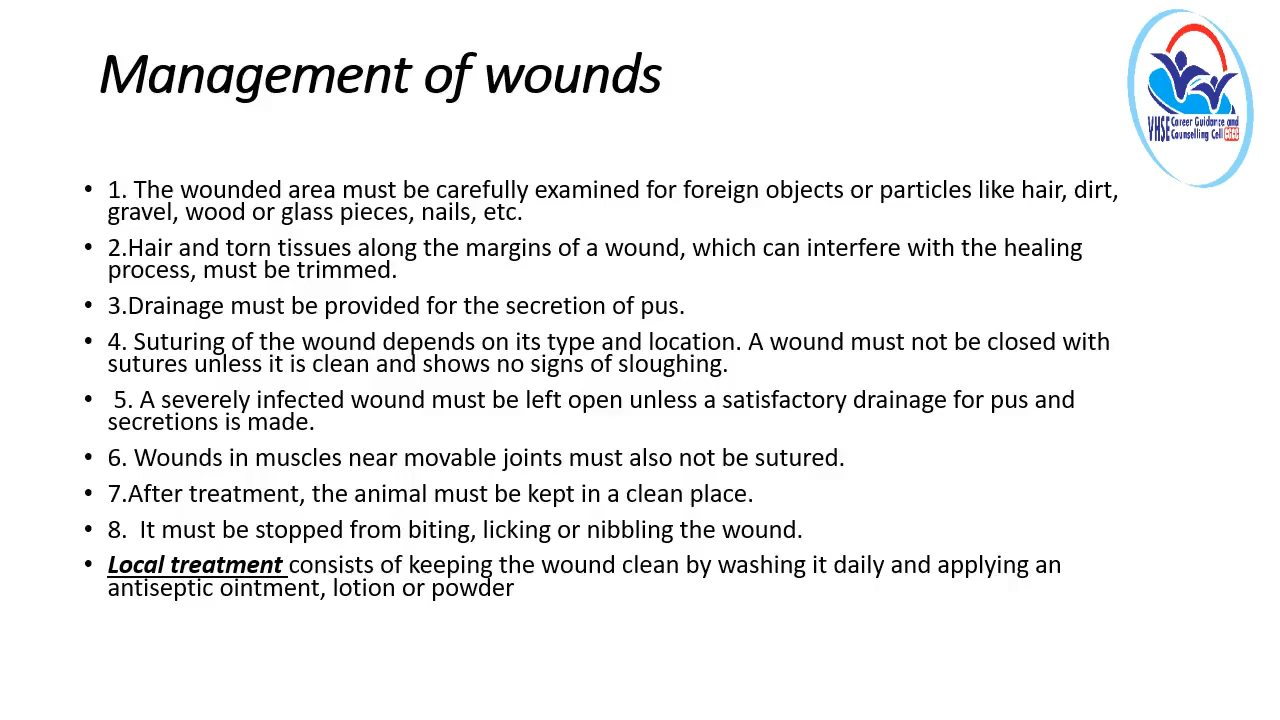 Management of wounds
VHSE Career Guidance and
Counselling Cell CGCC
• 1. The wounded area must be carefully examined for foreign objects or particles like hair, dirt,
gravel, wood or glass pieces, nails, etc.
• 2.Hair and torn tissues along the margins of a wound, which can interfere with the healing
process, must be trimmed.
• 3.Drainage must be provided for the secretion of pus.
• 4. Suturing of the wound depends on its type and location. A wound must not be closed with
sutures unless it is clean and shows no signs of sloughing.
• 5. A severely infected wound must be left open unless a satisfactory drainage for pus and
secretions is made.
• 6. Wounds in muscles near movable joints must also not be sutured.
• 7.After treatment, the animal must be kept in a clean place.
• 8.  It must be stopped from biting, licking or nibbling the wound.
• Local treatment consists of keeping the wound clean by washing it daily and applying an
antiseptic ointment, lotion or powder